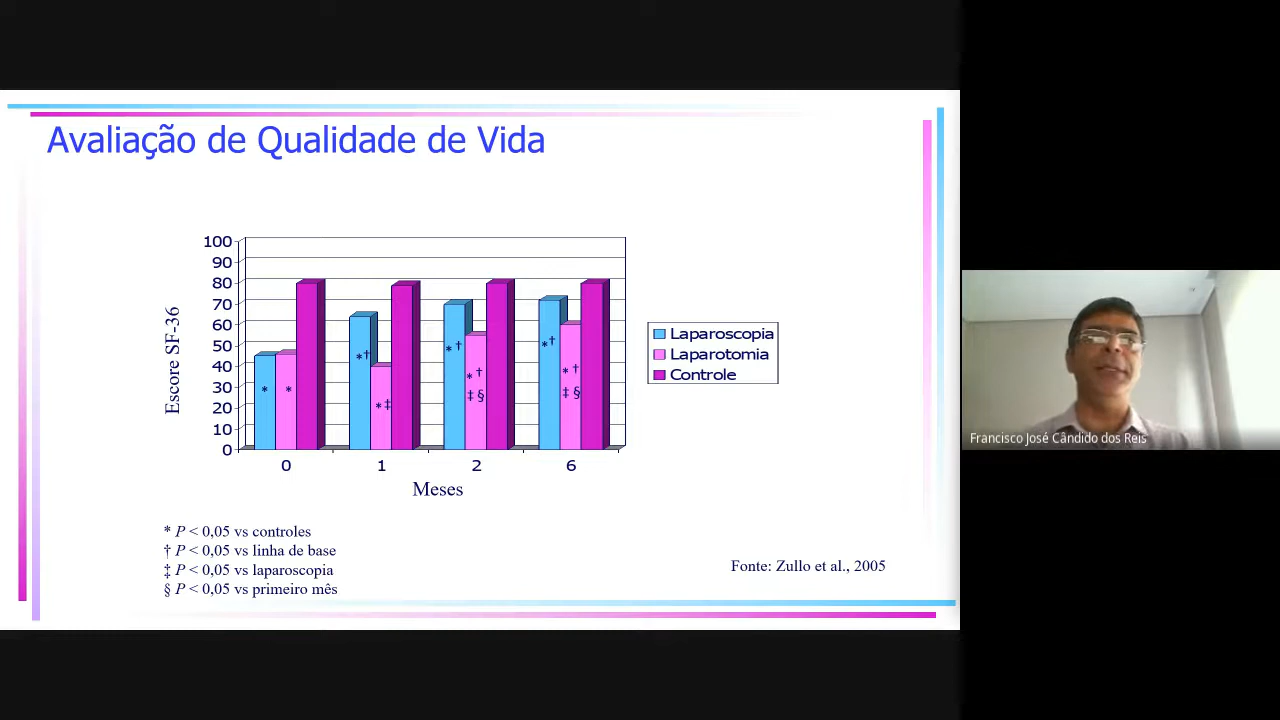 Avaliação de Qualidade de Vida
Escore SF-36
100
90
80
70
60
50
40
30
20
10
0
* * *† *‡ *† *† ‡ § *† *† ‡ §
0 1 2 6
Meses
Laparoscopia
Laparotomia
Controle
* P < 0,05 vs controles
† P < 0,05 vs linha de base
‡ P < 0,05 vs laparoscopia
§ P < 0,05 vs primeiro mês
Fonte: Zullo et al., 2005
Francisco José Cândido dos Reis